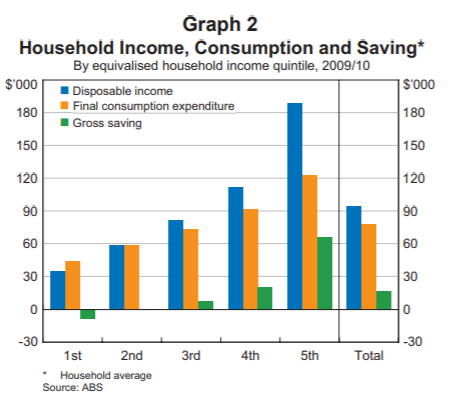 Graph 2
Household Income, Consumption and Saving*
By equivalised household income quintile, 2009/10
$'000 $'000
Disposable income
Final consumption expenditure
Gross saving
180 180
150 150
120 120
90 90
60 60
30 30
0 0
-30 -30
1st 2nd 3rd 4th 5th Total
* Household average
Source: ABS